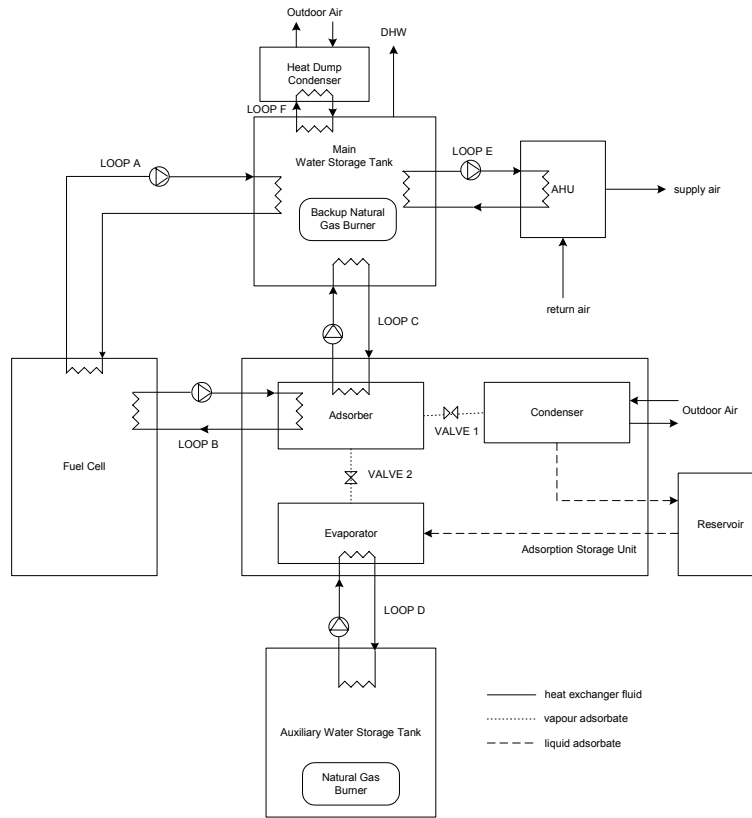 Outdoor Air
DHW
Heat Dump
Condenser
LOOP F
LOOP A
Main
Water Storage Tank
LOOP E
AHU
supply air
Backup Natural
Gas Burner
return air
LOOP C
Adsorber
Condenser
Outdoor Air
VALVE 1
LOOP B
Fuel Cell
VALVE 2
Evaporator
Reservoir
Adsorption Storage Unit
LOOP D
heat exchanger fluid
vapour adsorbate
liquid adsorbate
Auxiliary Water Storage Tank
Natural Gas
Burner